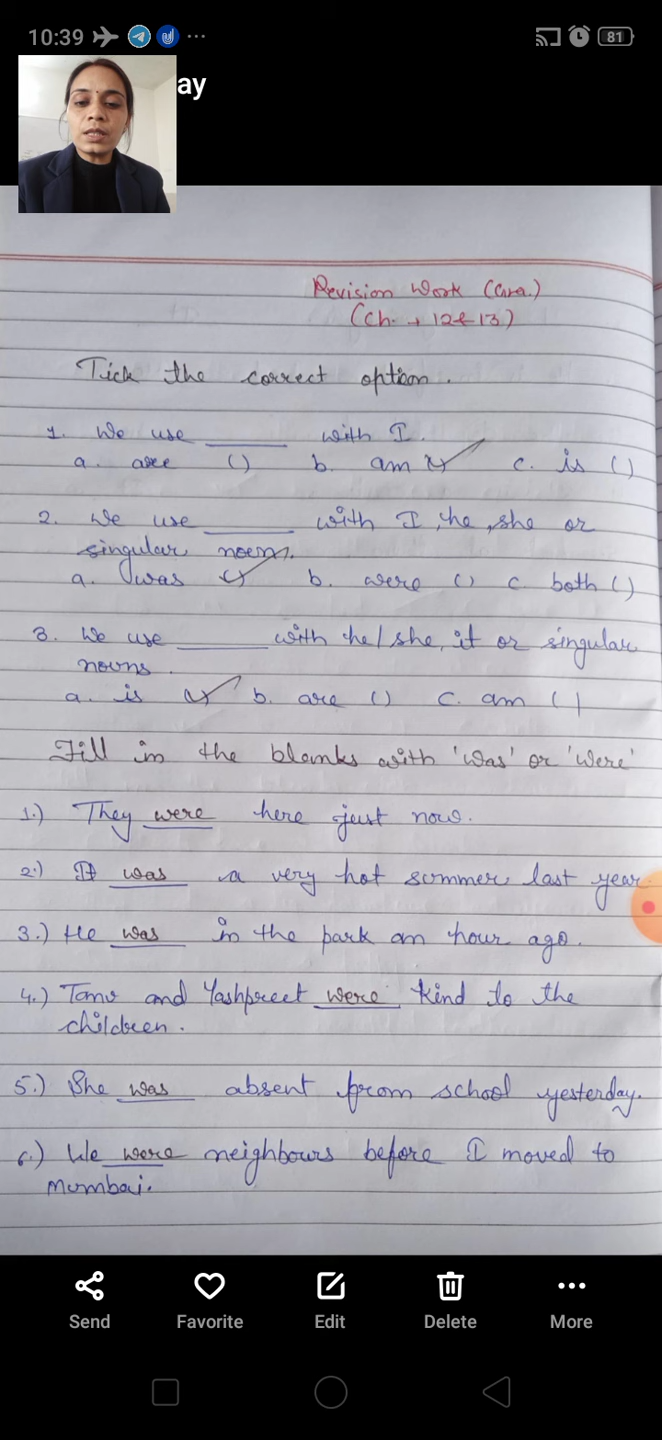 10:39
81
ay
Revision Work (Gra.)
(Ch. → 12 & 13)
Tick the correct option.
1. We use ______ with I.
a. are () b. am (✓) c. is ()
2. We use ______ with I, he, she or
singular noun.
a. was (✓) b. were () c. both ()
3. We use ______ with he/she, it or singular
nouns.
a. is (✓) b. are () c. am ()
Fill in the blanks with 'was' or 'were'
1.) They were here just now.
2.) It was a very hot summer last year.
3.) He was in the park an hour ago.
4.) Tanu and Yashpreet were kind to the
children.
5.) She was absent from school yesterday.
6.) We were neighbours before I moved to
Mumbai.
Send Favorite Edit Delete More